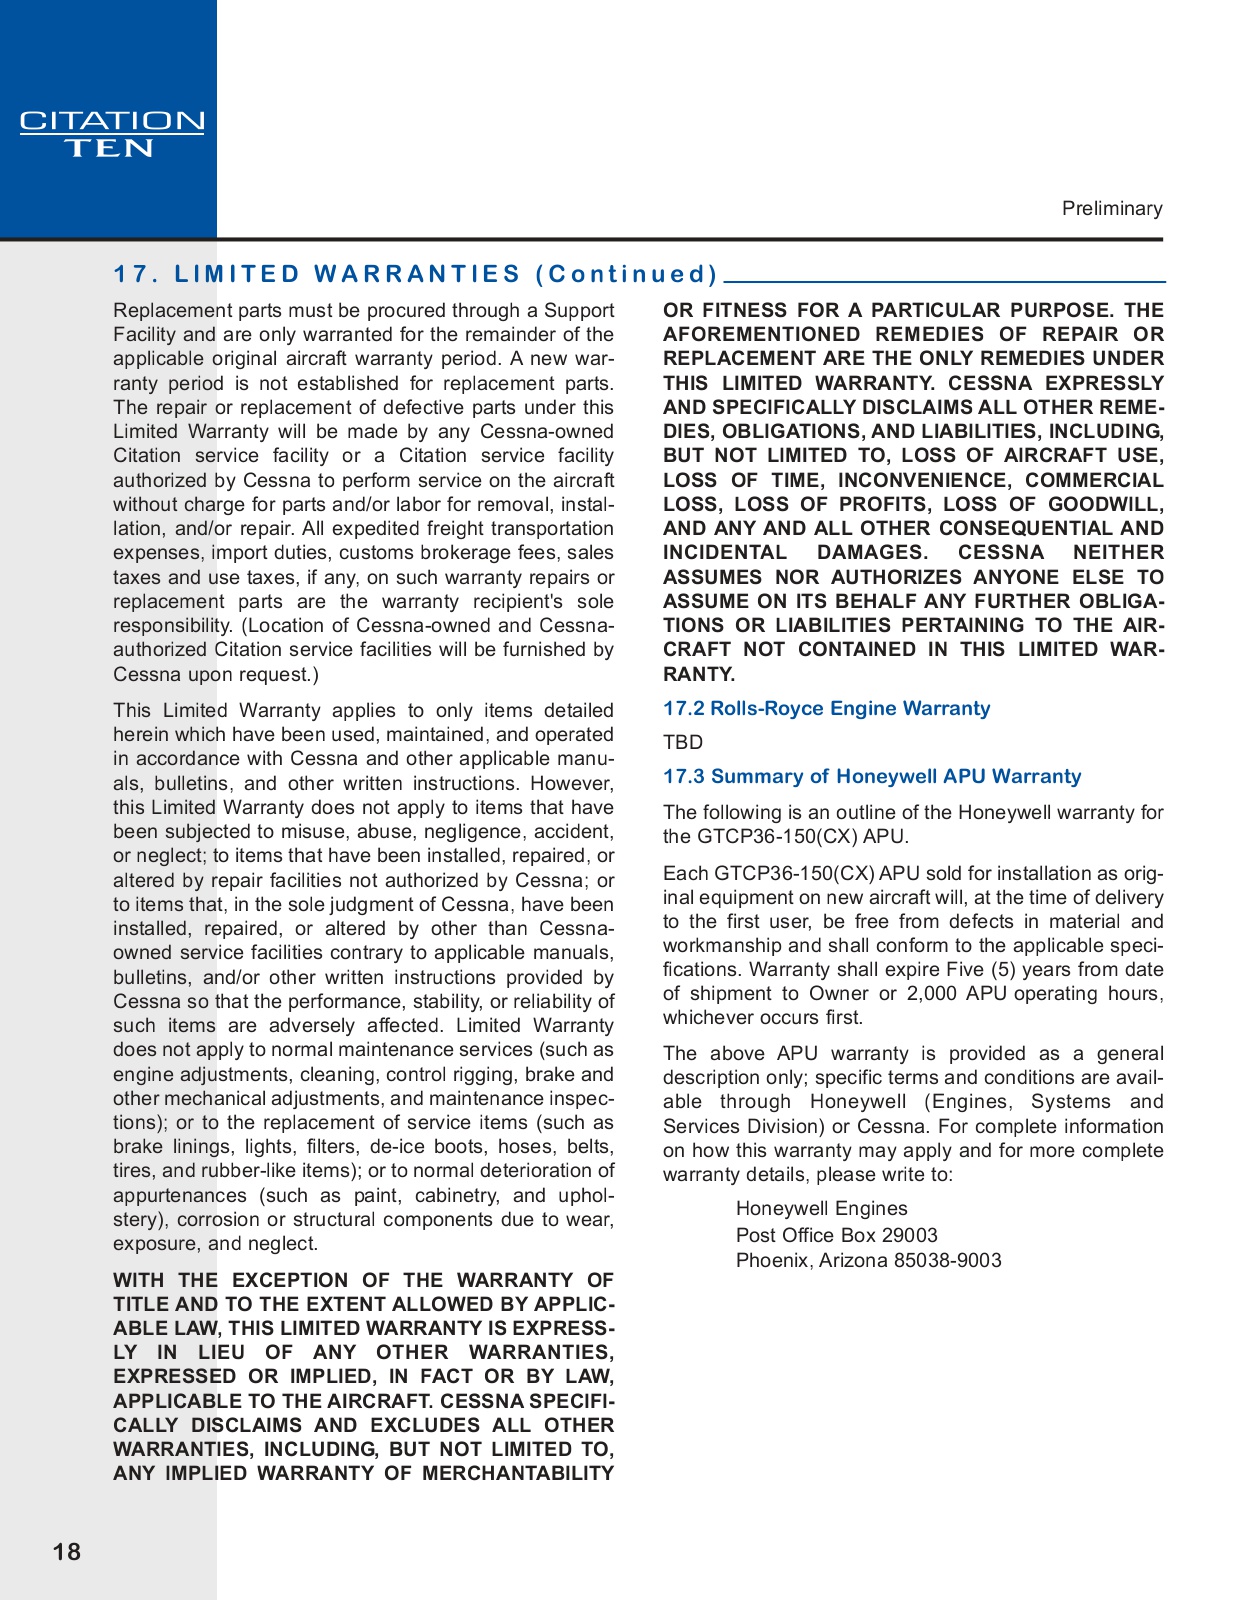 CITATION
TEN
Preliminary
17. LIMITED WARRANTIES (Continued)
Replacement parts must be procured through a Support
Facility and are only warranted for the remainder of the
applicable original aircraft warranty period. A new war-
ranty period is not established for replacement parts.
The repair or replacement of defective parts under this
Limited Warranty will be made by any Cessna-owned
Citation service facility or a Citation service facility
authorized by Cessna to perform service on the aircraft
without charge for parts and/or labor for removal, instal-
lation, and/or repair. All expedited freight transportation
expenses, import duties, customs brokerage fees, sales
taxes and use taxes, if any, on such warranty repairs or
replacement parts are the warranty recipient's sole
responsibility. (Location of Cessna-owned and Cessna-
authorized Citation service facilities will be furnished by
Cessna upon request.)
This Limited Warranty applies to only items detailed
herein which have been used, maintained, and operated
in accordance with Cessna and other applicable manu-
als, bulletins, and other written instructions. However,
this Limited Warranty does not apply to items that have
been subjected to misuse, abuse, negligence, accident,
or neglect; to items that have been installed, repaired, or
altered by repair facilities not authorized by Cessna; or
to items that, in the sole judgment of Cessna, have been
installed, repaired, or altered by other than Cessna-
owned service facilities contrary to applicable manuals,
bulletins, and/or other written instructions provided by
Cessna so that the performance, stability, or reliability of
such items are adversely affected. Limited Warranty
does not apply to normal maintenance services (such as
engine adjustments, cleaning, control rigging, brake and
other mechanical adjustments, and maintenance inspec-
tions); or to the replacement of service items (such as
brake linings, lights, filters, de-ice boots, hoses, belts,
tires, and rubber-like items); or to normal deterioration of
appurtenances (such as paint, cabinetry, and uphol-
stery), corrosion or structural components due to wear,
exposure, and neglect.
WITH THE EXCEPTION OF THE WARRANTY OF
TITLE AND TO THE EXTENT ALLOWED BY APPLIC-
ABLE LAW, THIS LIMITED WARRANTY IS EXPRESS-
LY IN LIEU OF ANY OTHER WARRANTIES,
EXPRESSED OR IMPLIED, IN FACT OR BY LAW,
APPLICABLE TO THE AIRCRAFT. CESSNA SPECIFI-
CALLY DISCLAIMS AND EXCLUDES ALL OTHER
WARRANTIES, INCLUDING, BUT NOT LIMITED TO,
ANY IMPLIED WARRANTY OF MERCHANTABILITY
OR FITNESS FOR A PARTICULAR PURPOSE. THE
AFOREMENTIONED REMEDIES OF REPAIR OR
REPLACEMENT ARE THE ONLY REMEDIES UNDER
THIS LIMITED WARRANTY. CESSNA EXPRESSLY
AND SPECIFICALLY DISCLAIMS ALL OTHER REME-
DIES, OBLIGATIONS, AND LIABILITIES, INCLUDING,
BUT NOT LIMITED TO, LOSS OF AIRCRAFT USE,
LOSS OF TIME, INCONVENIENCE, COMMERCIAL
LOSS, LOSS OF PROFITS, LOSS OF GOODWILL,
AND ANY AND ALL OTHER CONSEQUENTIAL AND
INCIDENTAL DAMAGES. CESSNA NEITHER
ASSUMES NOR AUTHORIZES ANYONE ELSE TO
ASSUME ON ITS BEHALF ANY FURTHER OBLIGA-
TIONS OR LIABILITIES PERTAINING TO THE AIR-
CRAFT NOT CONTAINED IN THIS LIMITED WAR-
RANTY.
17.2 Rolls-Royce Engine Warranty
TBD
17.3 Summary of Honeywell APU Warranty
The following is an outline of the Honeywell warranty for
the GTCP36-150(CX) APU.
Each GTCP36-150(CX) APU sold for installation as orig-
inal equipment on new aircraft will, at the time of delivery
to the first user, be free from defects in material and
workmanship and shall conform to the applicable speci-
fications. Warranty shall expire Five (5) years from date
of shipment to Owner or 2,000 APU operating hours,
whichever occurs first.
The above APU warranty is provided as a general
description only; specific terms and conditions are avail-
able through Honeywell (Engines, Systems and
Services Division) or Cessna. For complete information
on how this warranty may apply and for more complete
warranty details, please write to:
Honeywell Engines
Post Office Box 29003
Phoenix, Arizona 85038-9003
18